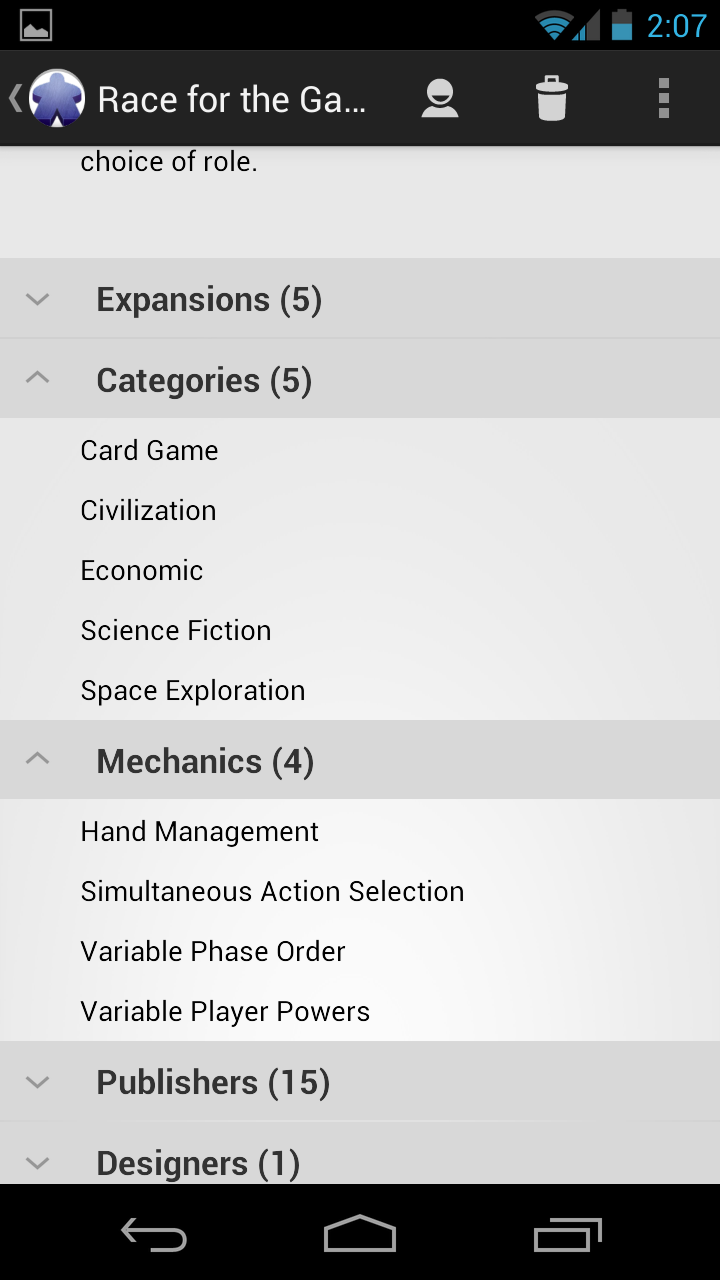 2:07
Race for the Ga...
choice of role.
Expansions (5)
Categories (5)
Card Game
Civilization
Economic
Science Fiction
Space Exploration
Mechanics (4)
Hand Management
Simultaneous Action Selection
Variable Phase Order
Variable Player Powers
Publishers (15)
Designers (1)